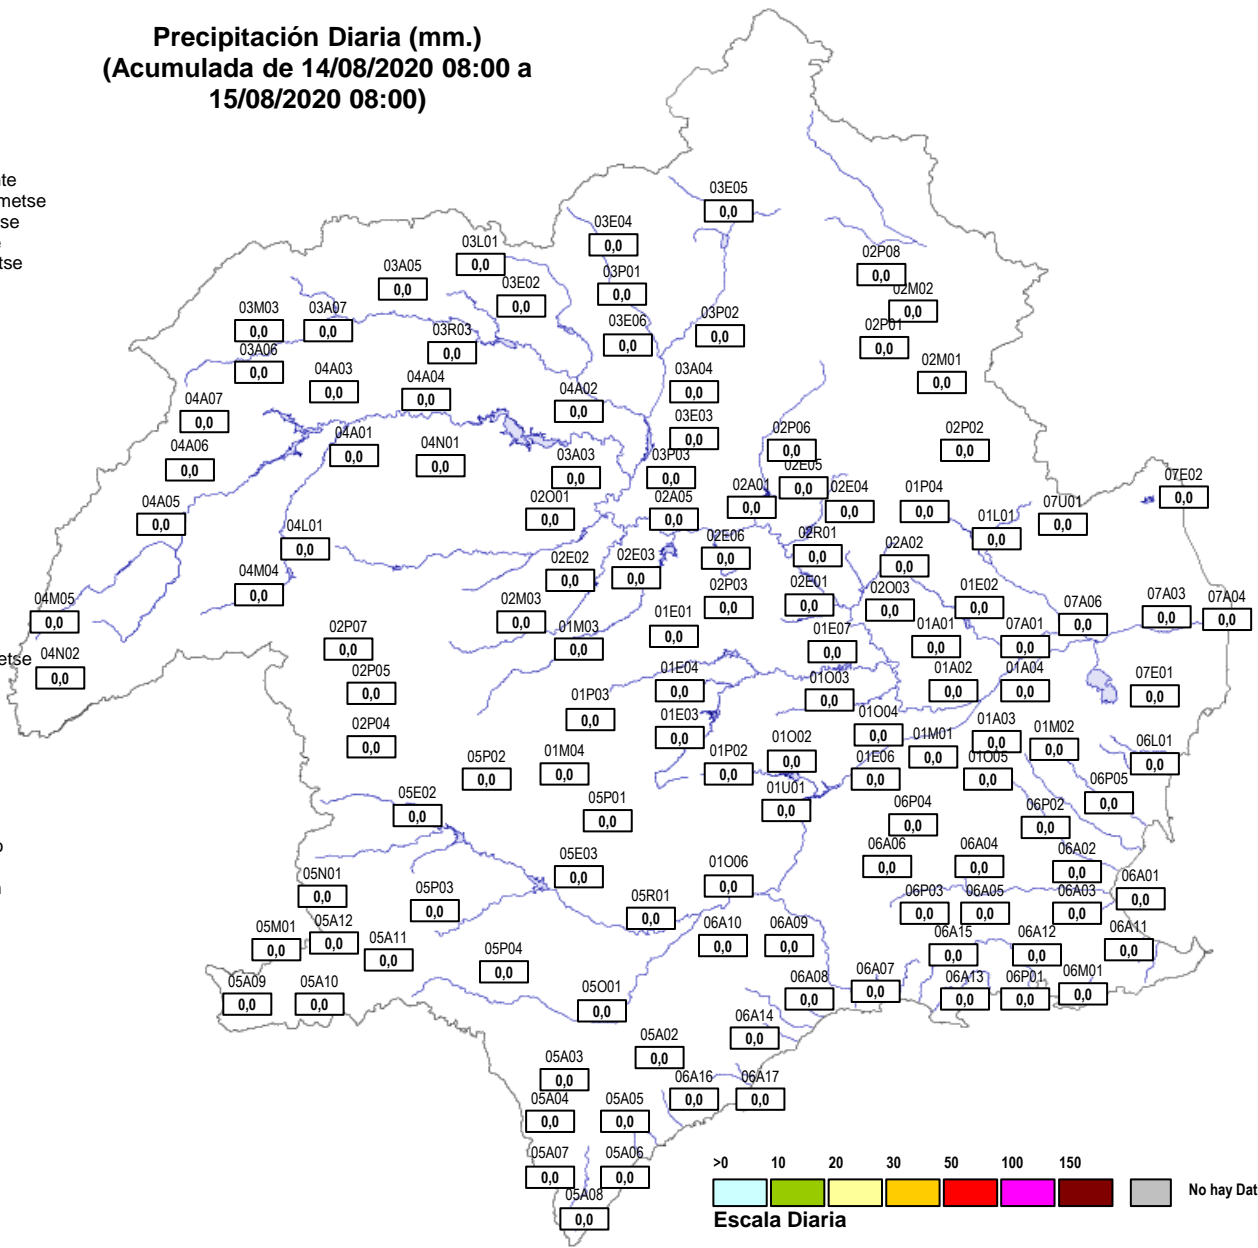 Precipitación Diaria (mm.)
(Acumulada de 14/08/2020 08:00 a
15/08/2020 08:00)
te
metse
se
tse
03E05
0,0
03E04
0,0
03L01
0,0
02P08
0,0
03A05
0,0
03P01
0,0
03E02
0,0
02M02
0,0
03M03
0,0
03A07
0,0
03P02
0,0
03E06
0,0
03R03
0,0
02P01
0,0
03A06
0,0
02M01
0,0
04A03
0,0
04A04
0,0
03A04
0,0
04A02
0,0
04A07
0,0
03E03
0,0
02P06
0,0
02P02
0,0
04A01
0,0
04N01
0,0
04A06
0,0
03A03
0,0
03P03
0,0
02E05
0,0
07E02
0,0
02A01
0,0
02E04
0,0
01P04
0,0
04A05
0,0
02O01
0,0
02A05
0,0
07U01
0,0
01L01
0,0
04L01
0,0
02E06
0,0
02R01
0,0
02A02
0,0
02E02
0,0
02E03
0,0
04M04
0,0
02P03
0,0
02E01
0,0
02O03
0,0
01E02
0,0
04M05
0,0
02M03
0,0
01E01
0,0
07A06
0,0
07A03
0,0
07A04
0,0
02P07
0,0
01M03
0,0
01E07
0,0
01A01
0,0
07A01
0,0
etse
04N02
0,0
02P05
0,0
01E04
0,0
01O03
0,0
01A02
0,0
01A04
0,0
07E01
0,0
01P03
0,0
02P04
0,0
01E03
0,0
01O04
0,0
01A03
0,0
01M02
0,0
01M01
0,0
05P02
0,0
01M04
0,0
01P02
0,0
01O02
0,0
01E06
0,0
01O05
0,0
06L01
0,0
05E02
0,0
05P01
0,0
01U01
0,0
06P04
0,0
06P02
0,0
06P05
0,0
o
05E03
0,0
01O06
0,0
06A06
0,0
06A04
0,0
06A02
0,0
05N01
0,0
05P03
0,0
05R01
0,0
06P03
0,0
06A05
0,0
06A03
0,0
06A01
0,0
05M01
0,0
05A12
0,0
05A11
0,0
05P04
0,0
06A10
0,0
06A09
0,0
06A15
0,0
06A12
0,0
06A11
0,0
05A09
0,0
05A10
0,0
05O01
0,0
06A08
0,0
06A07
0,0
06A13
0,0
06P01
0,0
06M01
0,0
05A02
0,0
06A14
0,0
05A03
0,0
06A16
0,0
06A17
0,0
05A04
0,0
05A05
0,0
05A07
0,0
05A06
0,0
05A08
0,0
>0 10 20 30 50 100 150
No hay Dat
Escala Diaria